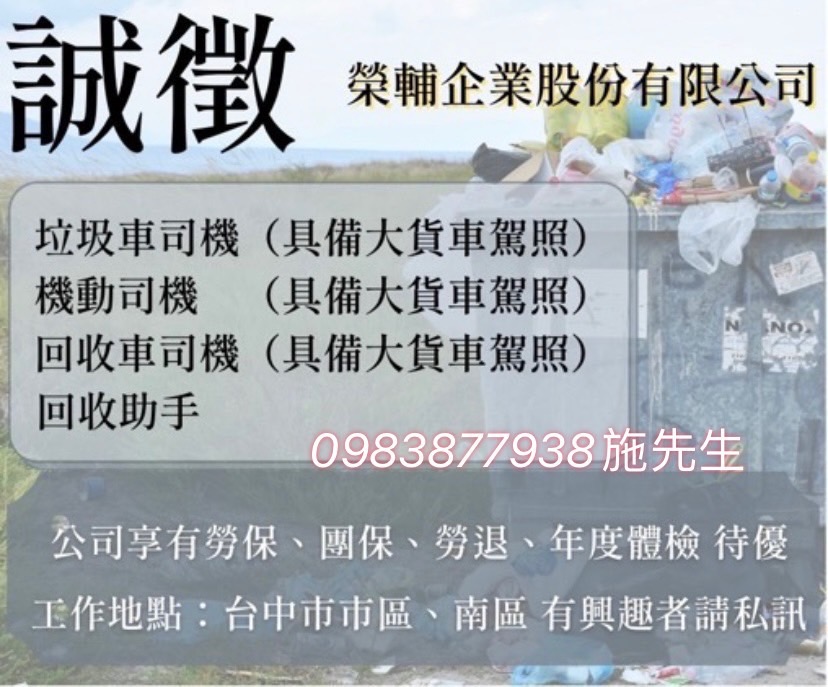 誠徵
榮輔企業股份有限公司
垃圾車司機（具備大貨車駕照）
機動司機　（具備大貨車駕照）
回收車司機（具備大貨車駕照）
回收助手
0983877938施先生
公司享有勞保、團保、勞退、年度體檢 待優
工作地點：台中市市區、南區 有興趣者請私訊